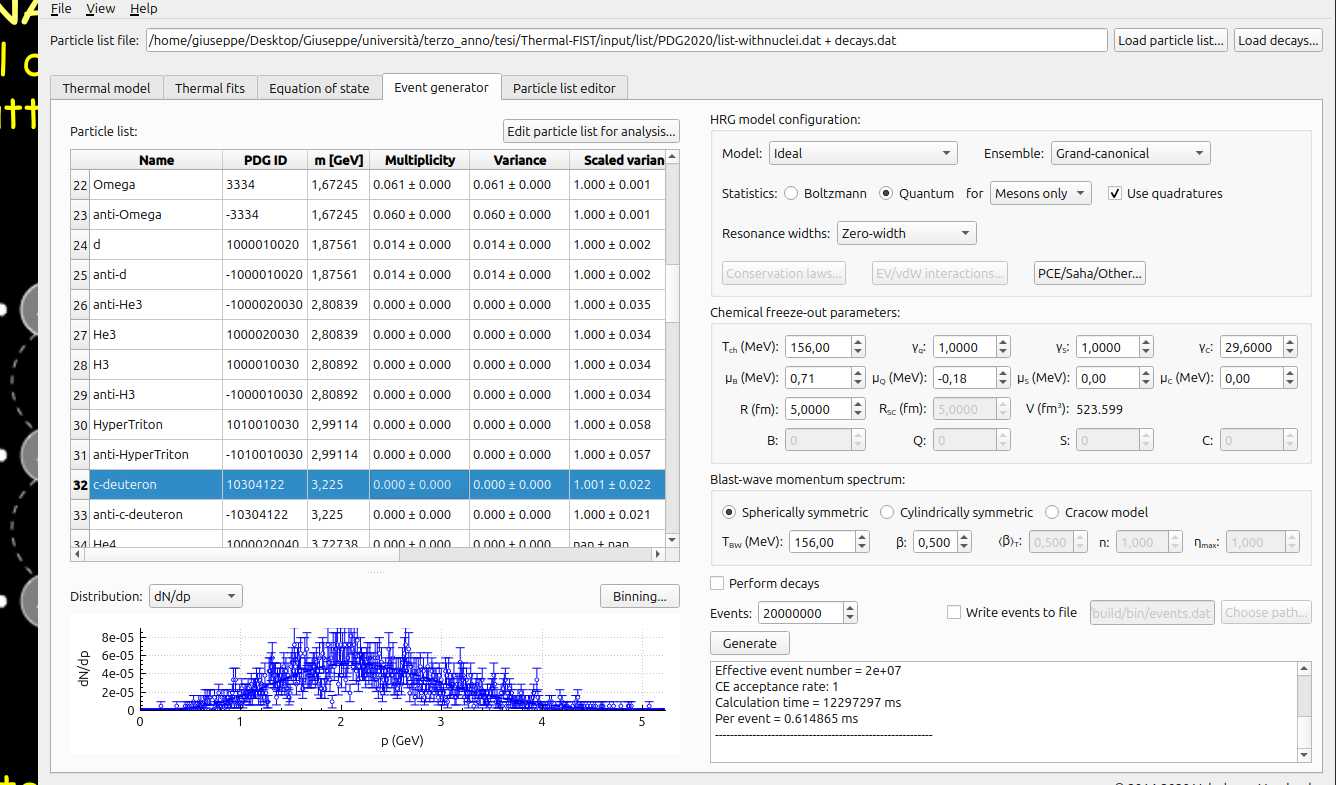 File View Help
Particle list file: /home/giuseppe/Desktop/Giuseppe/università/terzo_anno/tesi/Thermal-FIST/input/list/PDG2020/list-withnuclei.dat + decays.dat Load particle list... Load decays...
Thermal model Thermal fits Equation of state Event generator Particle list editor
Particle list: Edit particle list for analysis...
Name PDG ID m [GeV] Multiplicity Variance Scaled varian
22 Omega 3334 1,67245 0.061 ± 0.000 0.061 ± 0.000 1.000 ± 0.001
23 anti-Omega -3334 1,67245 0.060 ± 0.000 0.060 ± 0.000 1.000 ± 0.001
24 d 1000010020 1,87561 0.014 ± 0.000 0.014 ± 0.000 1.000 ± 0.002
25 anti-d -1000010020 1,87561 0.014 ± 0.000 0.014 ± 0.000 1.000 ± 0.002
26 anti-He3 -1000020030 2,80839 0.000 ± 0.000 0.000 ± 0.000 1.000 ± 0.035
27 He3 1000020030 2,80839 0.000 ± 0.000 0.000 ± 0.000 1.000 ± 0.034
28 H3 1000010030 2,80892 0.000 ± 0.000 0.000 ± 0.000 1.000 ± 0.034
29 anti-H3 -1000010030 2,80892 0.000 ± 0.000 0.000 ± 0.000 1.000 ± 0.034
30 HyperTriton 1010010030 2,99114 0.000 ± 0.000 0.000 ± 0.000 1.000 ± 0.058
31 anti-HyperTriton -1010010030 2,99114 0.000 ± 0.000 0.000 ± 0.000 1.000 ± 0.057
32 c-deuteron 10304122 3,225 0.000 ± 0.000 0.000 ± 0.000 1.001 ± 0.022
33 anti-c-deuteron -10304122 3,225 0.000 ± 0.000 0.000 ± 0.000 1.000 ± 0.021
34 He4 1000020040 3,72738 0.000 ± 0.000 0.000 ± 0.000 nan ± nan
Distribution: dN/dp Binning...
dN/dp
8e-05
6e-05
4e-05
2e-05
0
0 1 2 3 4 5
p (GeV)
HRG model configuration:
Model: Ideal Ensemble: Grand-canonical
Statistics: Boltzmann Quantum for Mesons only Use quadratures
Resonance widths: Zero-width
Conservation laws... EV/vdW interactions... PCE/Saha/Other...
Chemical freeze-out parameters:
Tch (MeV): 156,00 γq: 1,0000 γS: 1,0000 γC: 29,6000
μB (MeV): 0,71 μQ (MeV): -0,18 μS (MeV): 0,00 μC (MeV): 0,00
R (fm): 5,0000 RSC (fm): 5,0000 V (fm³): 523.599
B: 0 Q: 0 S: 0 C: 0
Blast-wave momentum spectrum:
Spherically symmetric Cylindrically symmetric Cracow model
TBW (MeV): 156,00 β: 0,500 ⟨β⟩T: 0,500 n: 1,000 ηmax: 1,000
Perform decays
Events: 20000000 Write events to file build/bin/events.dat Choose path...
Generate
Effective event number = 2e+07
CE acceptance rate: 1
Calculation time = 12297297 ms
Per event = 0.614865 ms
----------------------------------------------------------